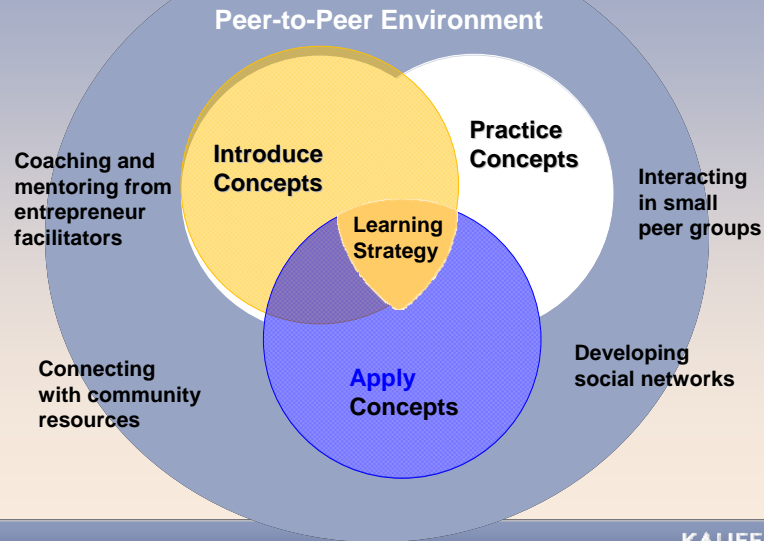 Peer-to-Peer Environment
Introduce
Concepts
Practice
Concepts
Coaching and
mentoring from
entrepreneur
facilitators
Interacting
in small
peer groups
Learning
Strategy
Apply
Concepts
Connecting
with community
resources
Developing
social networks